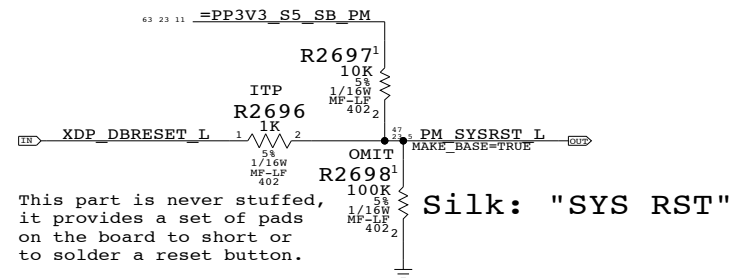 63 23 11 =PP3V3_S5_SB_PM
R2697 1
10K
5%
1/16W
MF-LF
402 2
ITP
R2696
1K
1 2
5%
1/16W
MF-LF
402
IN XDP_DBRESET_L
47
23 5 PM_SYSRST_L OUT
MAKE_BASE=TRUE
OMIT
R2698 1
100K
5%
1/16W
MF-LF
402 2
Silk: "SYS RST"
This part is never stuffed,
it provides a set of pads
on the board to short or
to solder a reset button.